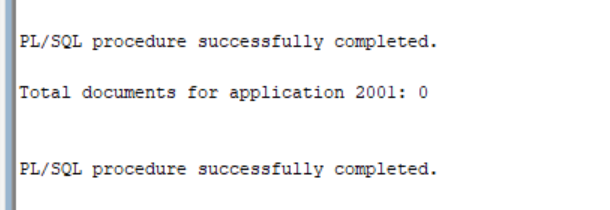 PL/SQL procedure successfully completed.
Total documents for application 2001: 0
PL/SQL procedure successfully completed.